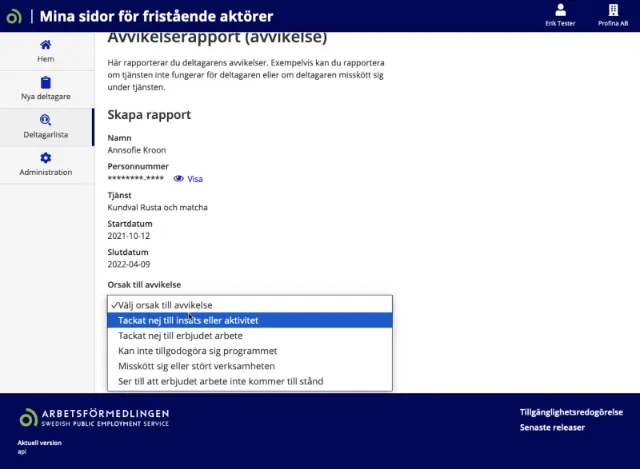 Mina sidor för fristående aktörer
Erik Tester
Profina AB
Hem
Nya deltagare
Deltagarlista
Administration
Avvikelserapport (avvikelse)
Här rapporterar du deltagarens avvikelser. Exempelvis kan du rapportera
om tjänsten inte fungerar för deltagaren eller om deltagaren misskött sig
under tjänsten.
Skapa rapport
Namn
Annsofie Kroon
Personnummer
********-**** Visa
Tjänst
Kundval Rusta och matcha
Startdatum
2021-10-12
Slutdatum
2022-04-09
Orsak till avvikelse
✓Välj orsak till avvikelse
Tackat nej till insats eller aktivitet
Tackat nej till erbjudet arbete
Kan inte tillgodogöra sig programmet
Misskött sig eller stört verksamheten
Ser till att erbjudet arbete inte kommer till stånd
ARBETSFÖRMEDLINGEN
SWEDISH PUBLIC EMPLOYMENT SERVICE
Aktuell version
api
Tillgänglighetsredogörelse
Senaste releaser